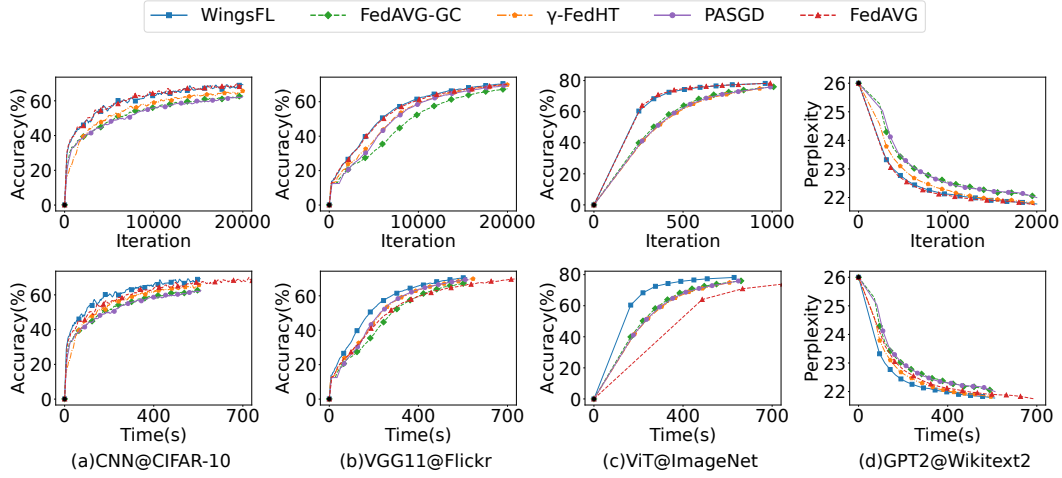 WingsFL FedAVG-GC γ-FedHT PASGD FedAVG
Accuracy(%)
60
40
20
0
0 10000 20000
Iteration
Accuracy(%)
60
40
20
0
0 10000 20000
Iteration
Accuracy(%)
80
60
40
20
0
0 500 1000
Iteration
Perplexity
26
25
24
23
22
0 1000 2000
Iteration
Accuracy(%)
60
40
20
0
0 400 700
Time(s)
(a)CNN@CIFAR-10
Accuracy(%)
60
40
20
0
0 400 700
Time(s)
(b)VGG11@Flickr
Accuracy(%)
80
60
40
20
0
0 400 700
Time(s)
(c)ViT@ImageNet
Perplexity
26
25
24
23
22
0 400 700
Time(s)
(d)GPT2@Wikitext2